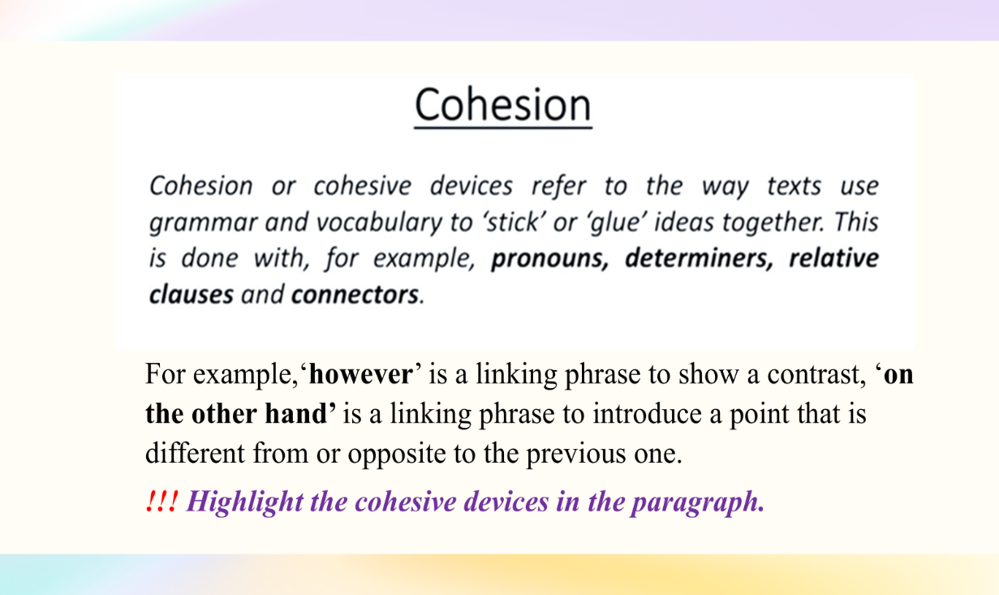 Cohesion
Cohesion or cohesive devices refer to the way texts use
grammar and vocabulary to ‘stick’ or ‘glue’ ideas together. This
is done with, for example, pronouns, determiners, relative
clauses and connectors.
For example,‘however’ is a linking phrase to show a contrast, ‘on
the other hand’ is a linking phrase to introduce a point that is
different from or opposite to the previous one.
!!! Highlight the cohesive devices in the paragraph.